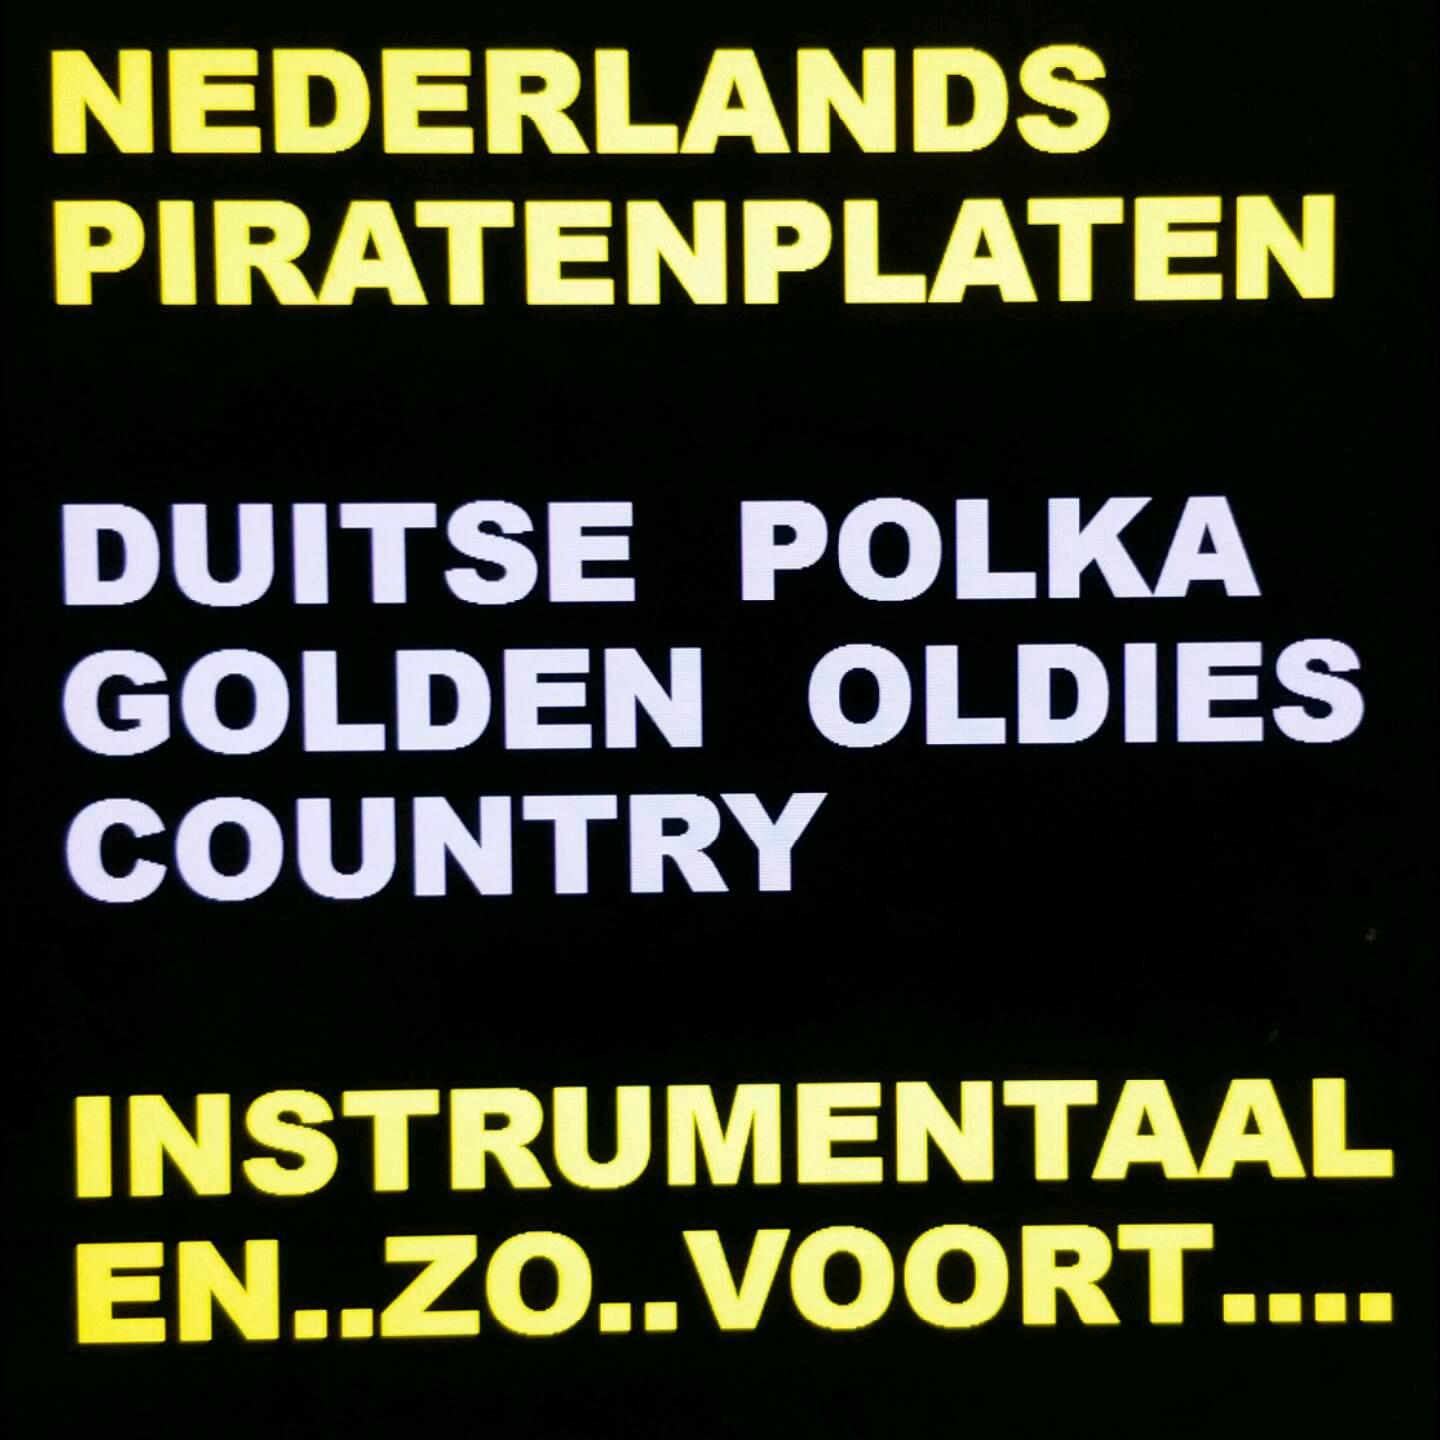 NEDERLANDS
PIRATENPLATEN
DUITSE POLKA
GOLDEN OLDIES
COUNTRY
INSTRUMENTAAL
EN..ZO..VOORT....